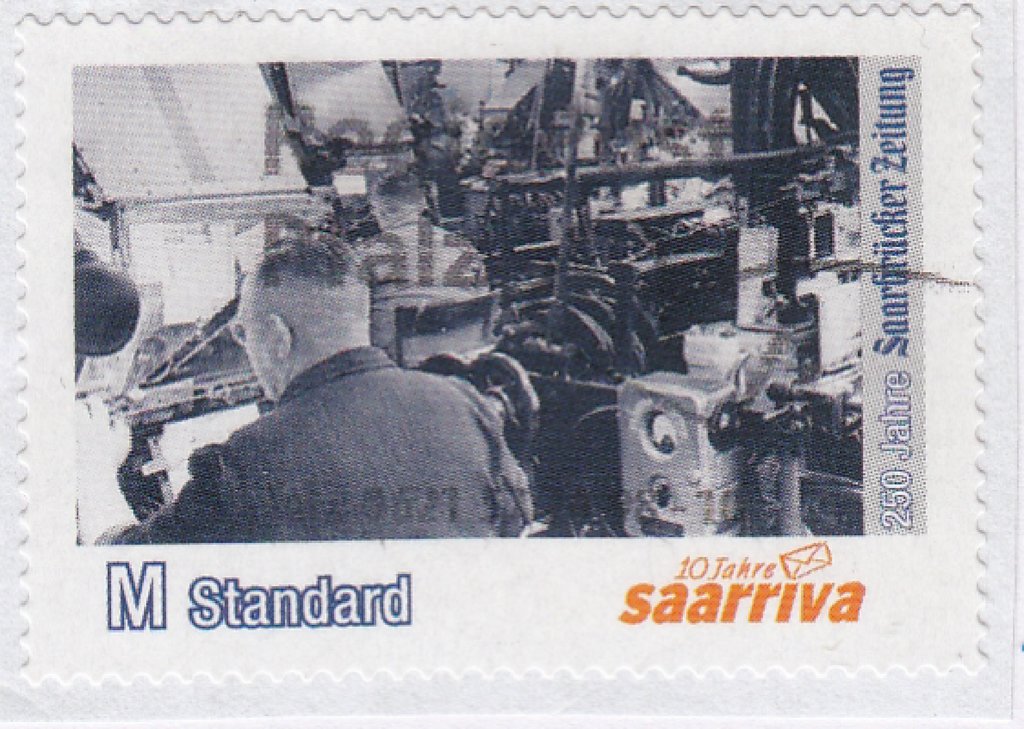 250 Jahre Saarbrücker Zeitung
M Standard
10 Jahre
saarriva